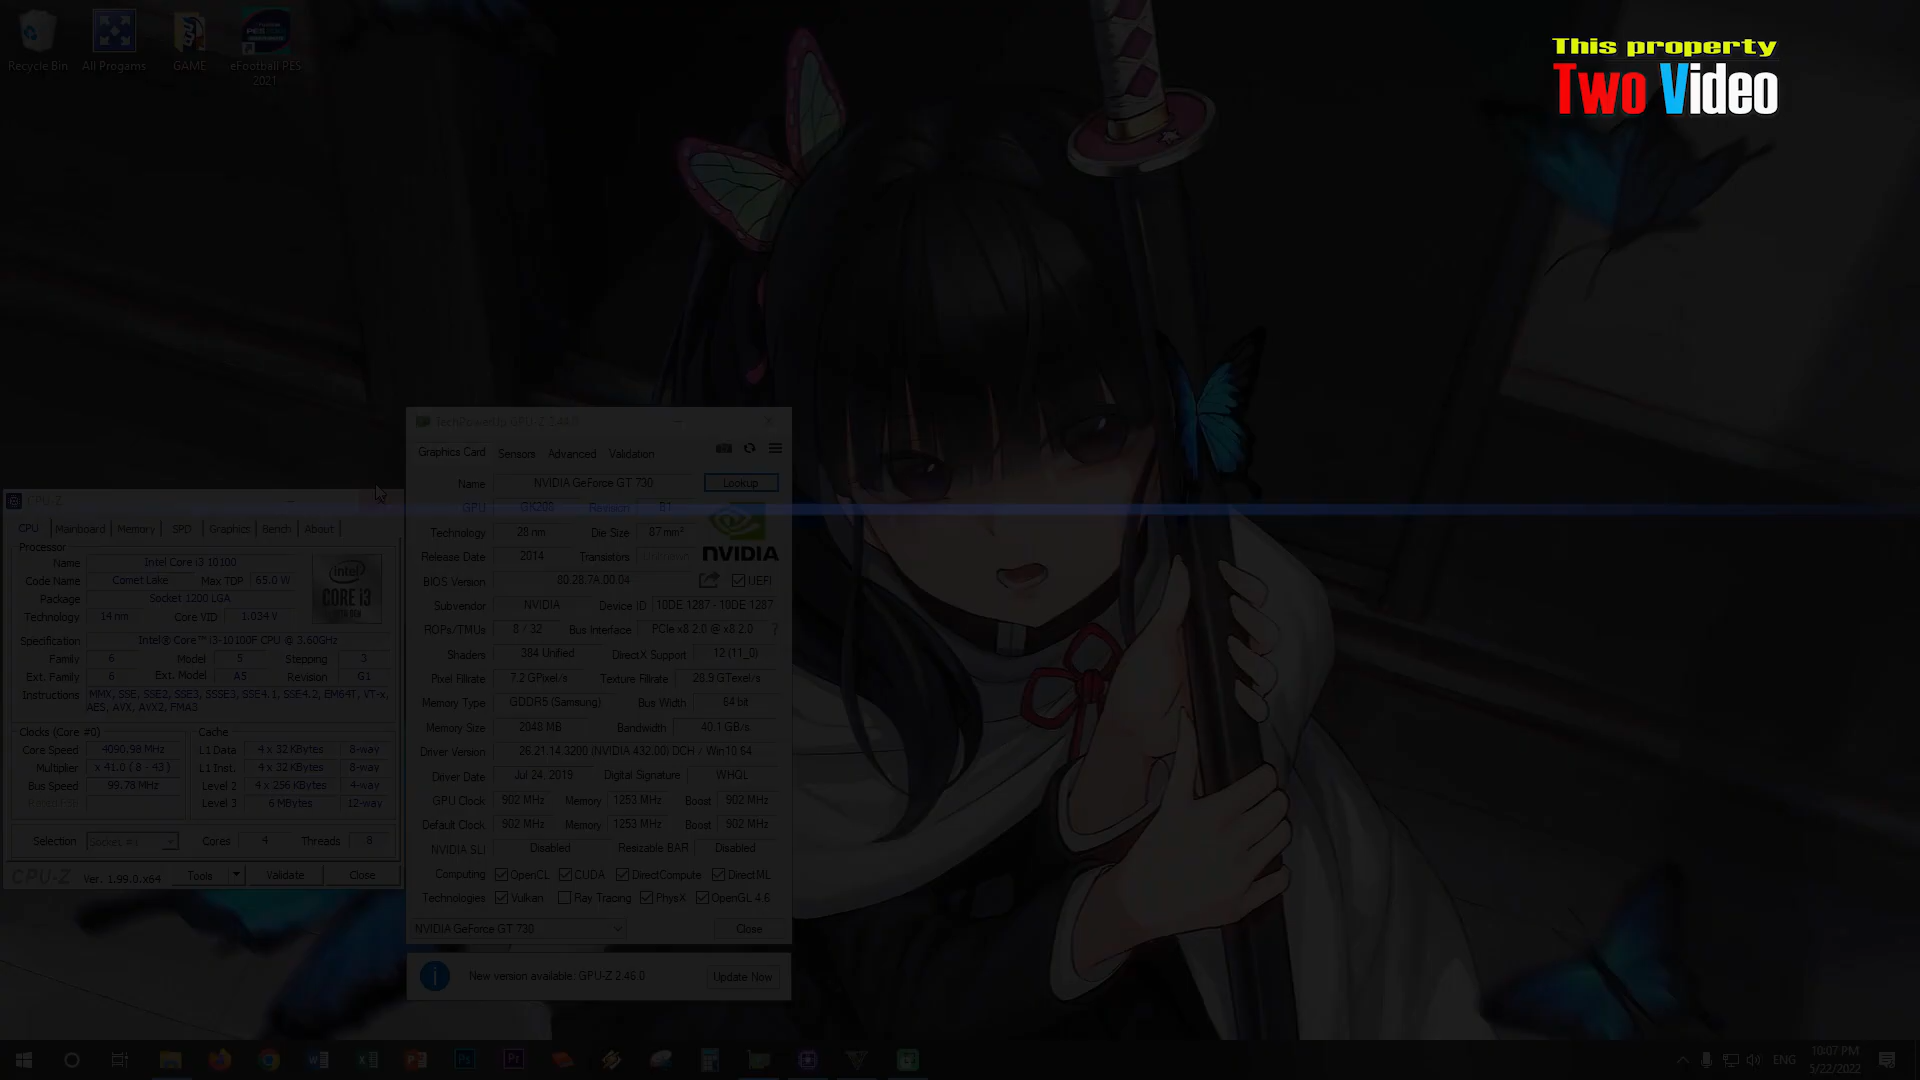 This property
Two Video
Recycle Bin
All Progams
GAME
eFootball PES
2021
TechPowerUp GPU-Z 2.44.0
Graphics Card Sensors Advanced Validation
Name NVIDIA GeForce GT 730 Lookup
GPU GK208 Revision B1
Technology 28 nm Die Size 87 mm²
NVIDIA
Release Date 2014 Transistors Unknown
BIOS Version 80.28.7A.00.04 UEFI
Subvendor NVIDIA Device ID 10DE 1287 - 10DE 1287
ROPs/TMUs 8 / 32 Bus Interface PCIe x8 2.0 @ x8 2.0 ?
Shaders 384 Unified DirectX Support 12 (11_0)
Pixel Fillrate 7.2 GPixel/s Texture Fillrate 28.9 GTexel/s
Memory Type GDDR5 (Samsung) Bus Width 64 bit
Memory Size 2048 MB Bandwidth 40.1 GB/s
Driver Version 26.21.14.3200 (NVIDIA 432.00) DCH / Win10 64
Driver Date Jul 24, 2019 Digital Signature WHQL
GPU Clock 902 MHz Memory 1253 MHz Boost 902 MHz
Default Clock 902 MHz Memory 1253 MHz Boost 902 MHz
NVIDIA SLI Disabled Resizable BAR Disabled
Computing OpenCL CUDA DirectCompute DirectML
Technologies Vulkan Ray Tracing PhysX OpenGL 4.6
NVIDIA GeForce GT 730 Close
New version available: GPU-Z 2.46.0 Update Now
CPU-Z
CPU Mainboard Memory SPD Graphics Bench About
Processor
Name Intel Core i3 10100
Code Name Comet Lake Max TDP 65.0 W
Package Socket 1200 LGA
Technology 14 nm Core VID 1.034 V
intel
CORE i3
Specification Intel® Core™ i3-10100F CPU @ 3.60GHz
Family 6 Model 5 Stepping 3
Ext. Family 6 Ext. Model A5 Revision G1
Instructions MMX, SSE, SSE2, SSE3, SSSE3, SSE4.1, SSE4.2, EM64T, VT-x,
AES, AVX, AVX2, FMA3
Clocks (Core #0) Cache
Core Speed 4090.98 MHz L1 Data 4 x 32 KBytes 8-way
Multiplier x 41.0 ( 8 - 43 ) L1 Inst. 4 x 32 KBytes 8-way
Bus Speed 99.78 MHz Level 2 4 x 256 KBytes 4-way
Rated FSB Level 3 6 MBytes 12-way
Selection Socket #1 Cores 4 Threads 8
CPU-Z Ver. 1.99.0.x64 Tools Validate Close
ENG
10:07 PM
5/22/2022